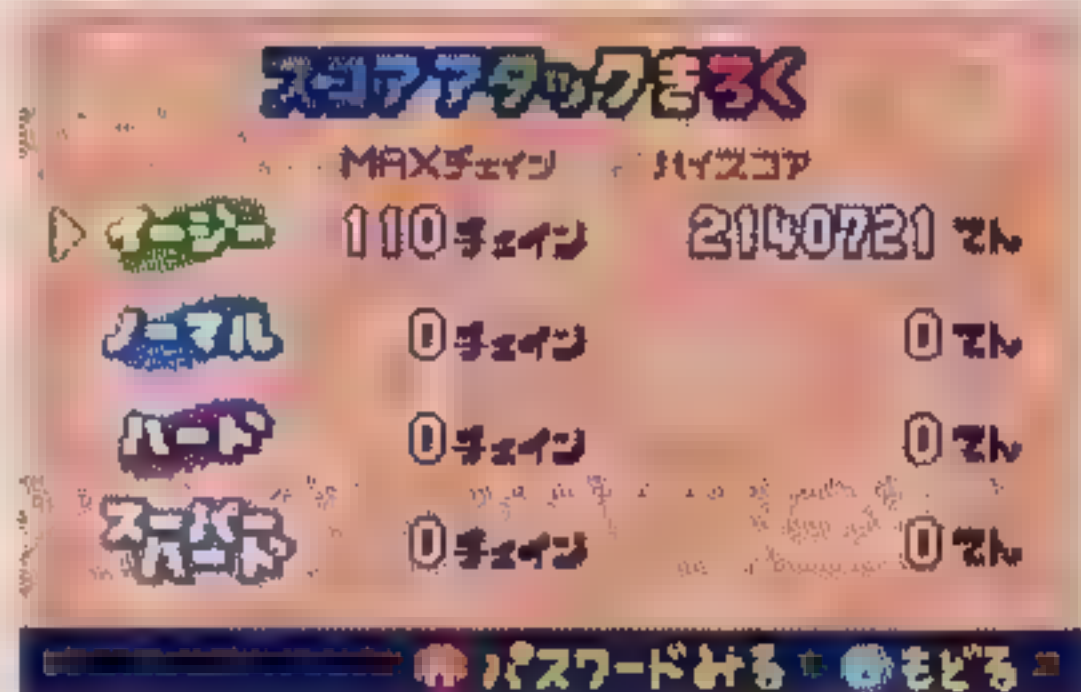 スコアアタックきろく
MAXチェイン ハイスコア
イージー 110チェイン 2140721てん
ノーマル 0チェイン 0てん
ハード 0チェイン 0てん
スーパーハード 0チェイン 0てん
パスワードみる もどる